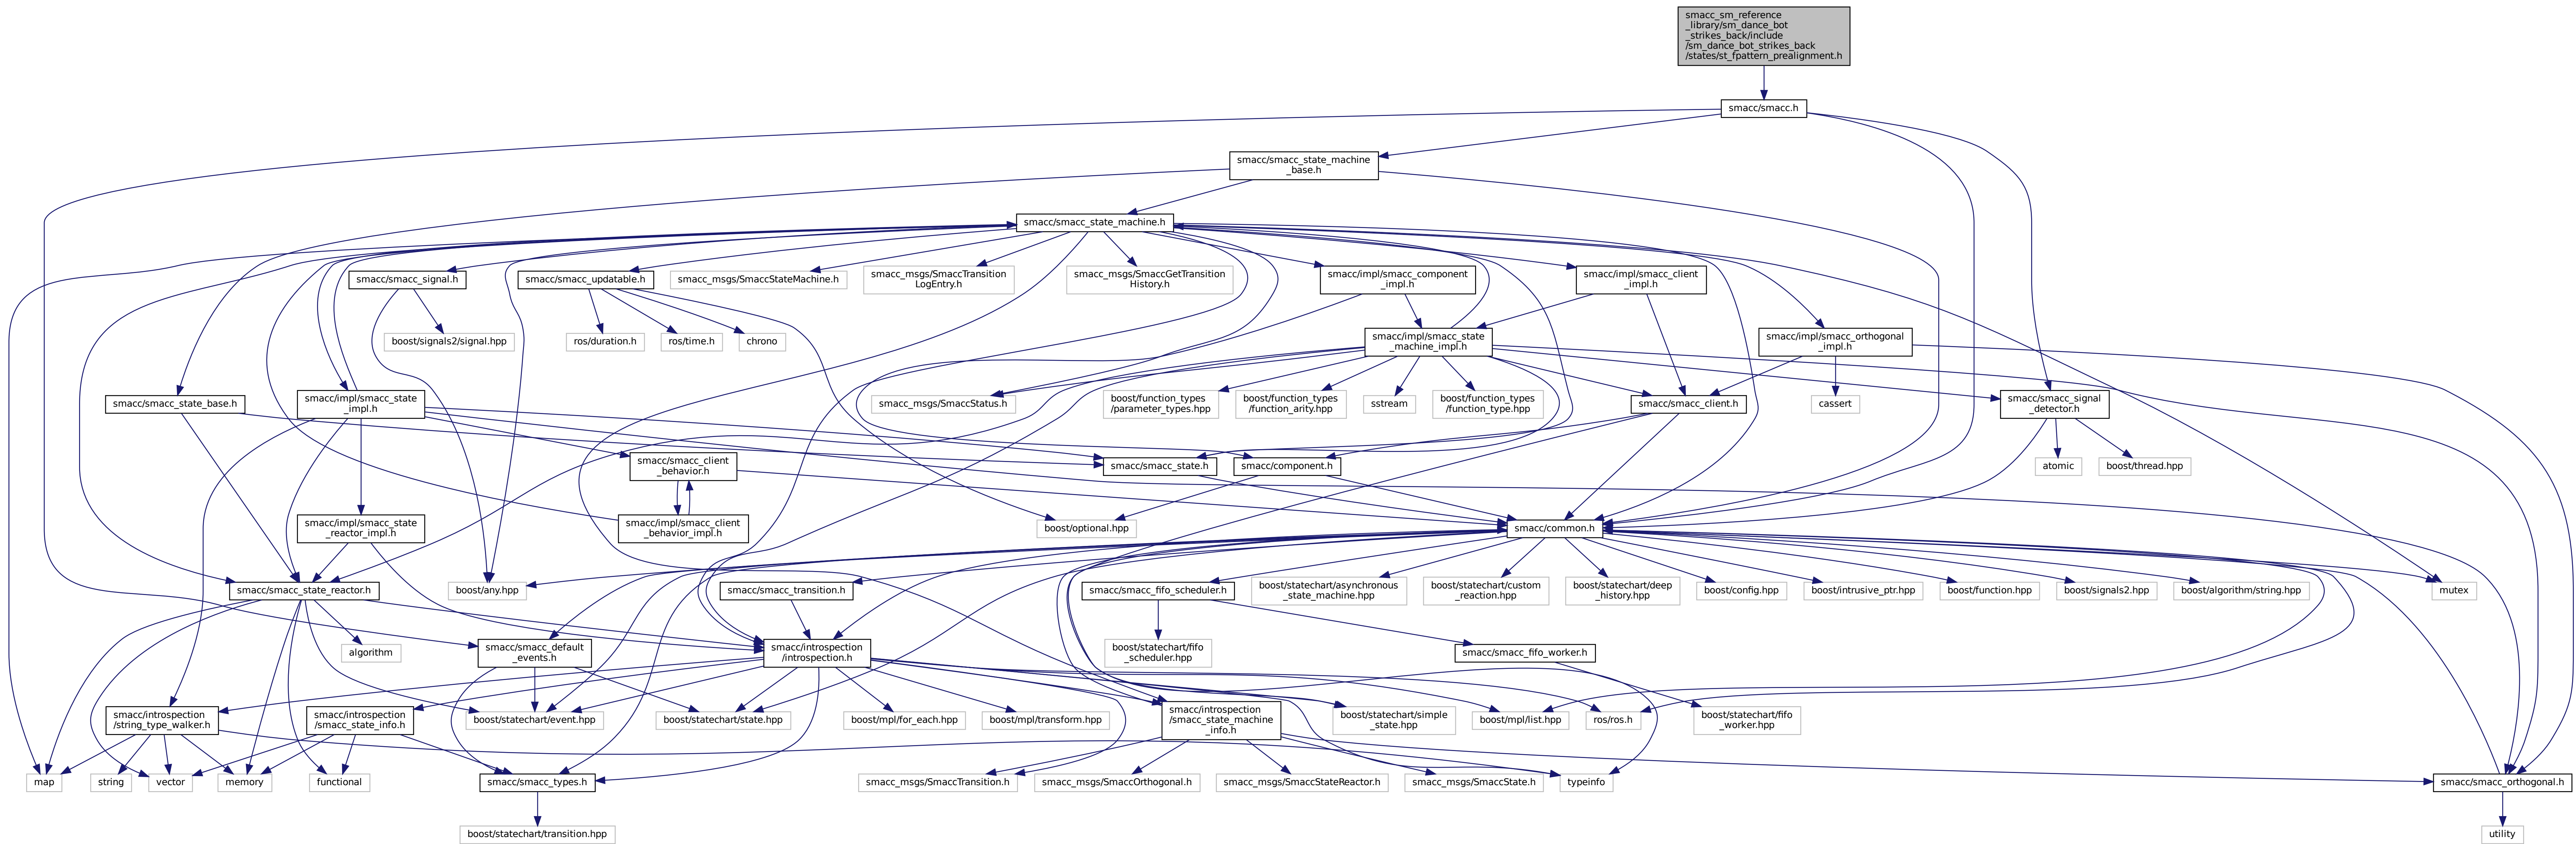 smacc_sm_reference
_library/sm_dance_bot
_strikes_back/include
/sm_dance_bot_strikes_back
/states/st_fpattern_prealignment.h
smacc/smacc.h
smacc/smacc_state_machine
_base.h
smacc/smacc_state_machine.h
smacc/smacc_signal.h
smacc/smacc_updatable.h
smacc_msgs/SmaccStateMachine.h
smacc_msgs/SmaccTransition
LogEntry.h
smacc_msgs/SmaccGetTransition
History.h
smacc/impl/smacc_component
_impl.h
smacc/impl/smacc_client
_impl.h
boost/signals2/signal.hpp
ros/duration.h
ros/time.h
chrono
smacc/impl/smacc_state
_machine_impl.h
smacc/impl/smacc_orthogonal
_impl.h
smacc/smacc_state_base.h
smacc/impl/smacc_state
_impl.h
smacc_msgs/SmaccStatus.h
boost/function_types
/parameter_types.hpp
boost/function_types
/function_arity.hpp
sstream
boost/function_types
/function_type.hpp
smacc/smacc_client.h
cassert
smacc/smacc_signal
_detector.h
smacc/smacc_client
_behavior.h
smacc/smacc_state.h
smacc/component.h
atomic
boost/thread.hpp
smacc/impl/smacc_state
_reactor_impl.h
smacc/impl/smacc_client
_behavior_impl.h
boost/optional.hpp
smacc/common.h
smacc/smacc_state_reactor.h
boost/any.hpp
smacc/smacc_transition.h
smacc/smacc_fifo_scheduler.h
boost/statechart/asynchronous
_state_machine.hpp
boost/statechart/custom
_reaction.hpp
boost/statechart/deep
_history.hpp
boost/config.hpp
boost/intrusive_ptr.hpp
boost/function.hpp
boost/signals2.hpp
boost/algorithm/string.hpp
mutex
algorithm
smacc/smacc_default
_events.h
smacc/introspection
/introspection.h
boost/statechart/fifo
_scheduler.hpp
smacc/smacc_fifo_worker.h
smacc/introspection
/string_type_walker.h
smacc/introspection
/smacc_state_info.h
boost/statechart/event.hpp
boost/statechart/state.hpp
boost/mpl/for_each.hpp
boost/mpl/transform.hpp
smacc/introspection
/smacc_state_machine
_info.h
boost/statechart/simple
_state.hpp
boost/mpl/list.hpp
ros/ros.h
boost/statechart/fifo
_worker.hpp
map
string
vector
memory
functional
smacc/smacc_types.h
smacc_msgs/SmaccTransition.h
smacc_msgs/SmaccOrthogonal.h
smacc_msgs/SmaccStateReactor.h
smacc_msgs/SmaccState.h
typeinfo
smacc/smacc_orthogonal.h
boost/statechart/transition.hpp
utility